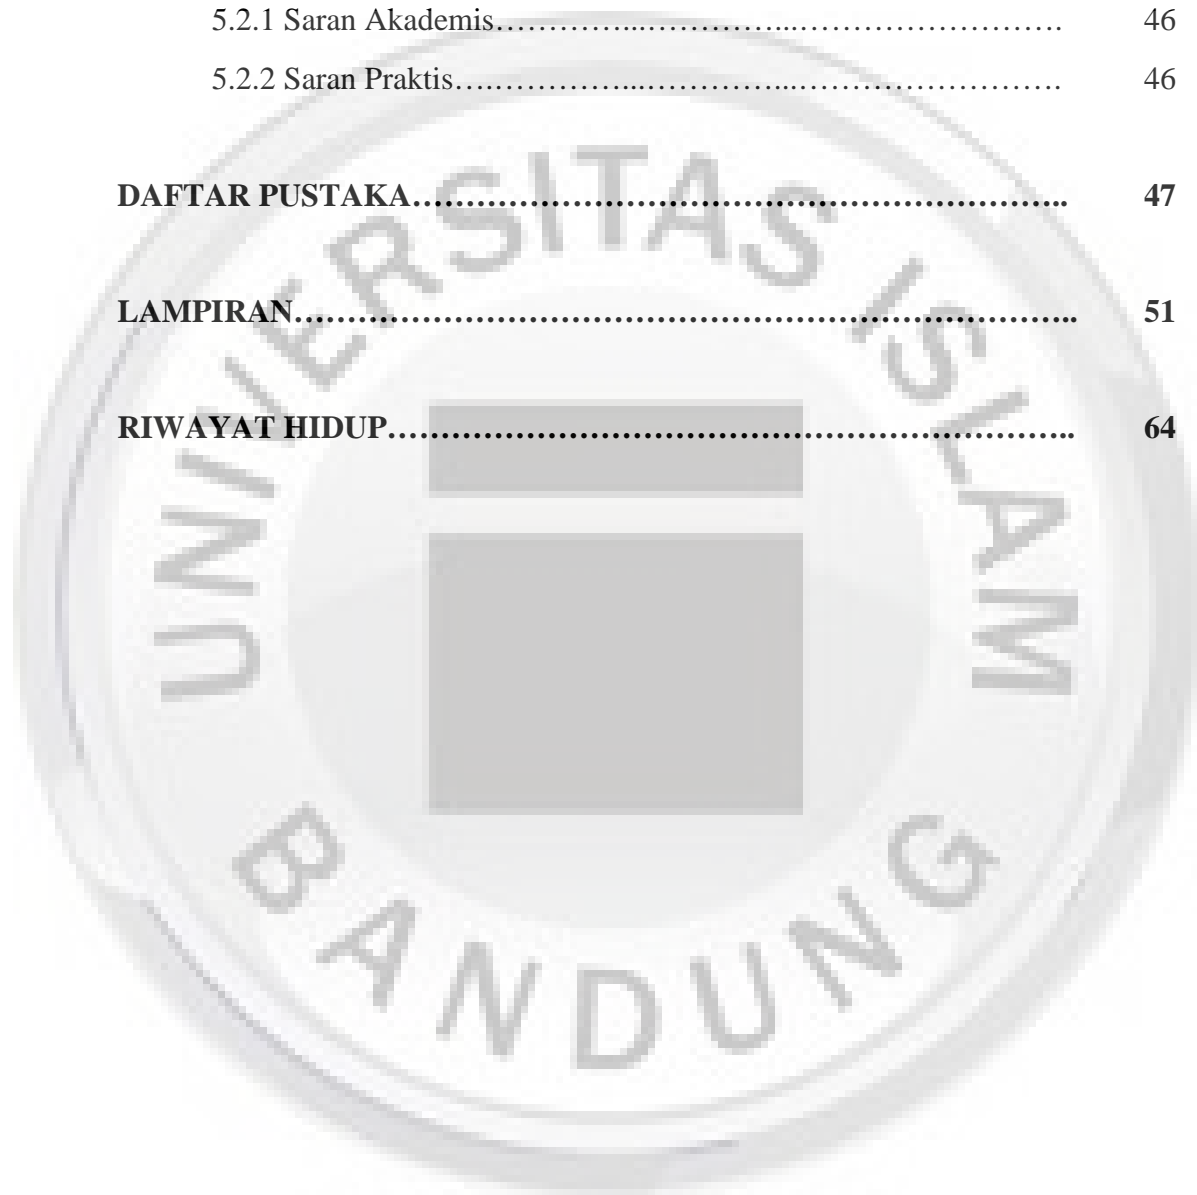 5.2.1 Saran Akademis…………...…………...……………………. 46
5.2.2 Saran Praktis….…………...…………...……………………. 46
DAFTAR PUSTAKA………………………………………………….. 47
LAMPIRAN…………………………………………………………….. 51
RIWAYAT HIDUP…………………………………………………….. 64
UNIVERSITAS ISLAM
BANDUNG